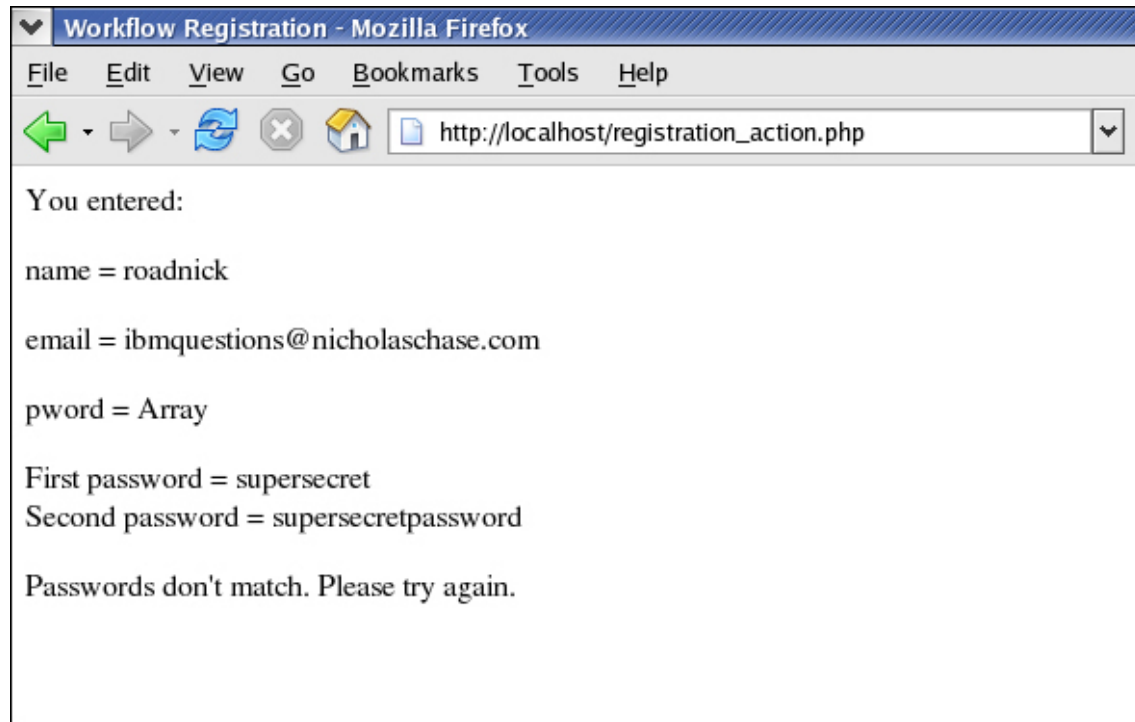 Workflow Registration - Mozilla Firefox
File Edit View Go Bookmarks Tools Help
http://localhost/registration_action.php
You entered:
name = roadnick
email = ibmquestions@nicholaschase.com
pword = Array
First password = supersecret
Second password = supersecretpassword
Passwords don't match. Please try again.